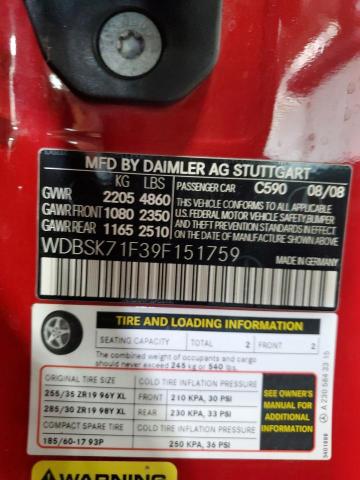 MFD BY DAIMLER AG STUTTGART
KG LBS PASSENGER CAR C590 08/08
GVWR 2205 4860
GAWR FRONT 1080 2350
GAWR REAR 1165 2510
THIS VEHICLE CONFORMS TO ALL APPLICABLE
U.S. FEDERAL MOTOR VEHICLE SAFETY, BUMPER
AND THEFT PREVENTION STANDARDS IN EFFECT
ON THE DATE OF MANUFACTURE SHOWN ABOVE.
WDBSK71F39F151759
TIRE AND LOADING INFORMATION
SEATING CAPACITY TOTAL 2 FRONT 2
The combined weight of occupants and cargo
should never exceed 245 kg or 540 lbs.
ORIGINAL TIRE SIZE COLD TIRE INFLATION PRESSURE
255/35 ZR19 96Y XL FRONT 210 KPA, 30 PSI
285/30 ZR19 98Y XL REAR 230 KPA, 33 PSI
COMPACT SPARE TIRE COLD TIRE INFLATION PRESSURE
185/60-17 93P 250 KPA, 36 PSI
SEE OWNER'S
MANUAL FOR
ADDITIONAL
INFORMATION
A 230 584 33 15
WARNING